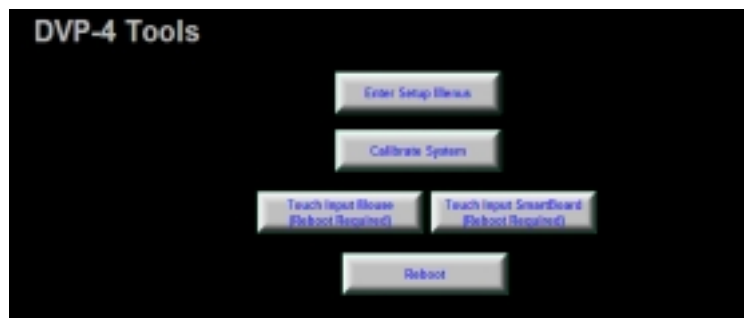 DVP-4 Tools
Enter Setup Menus
Calibrate System
Touch Input Mouse
(Reboot Required)
Touch Input SmartBoard
(Reboot Required)
Reboot